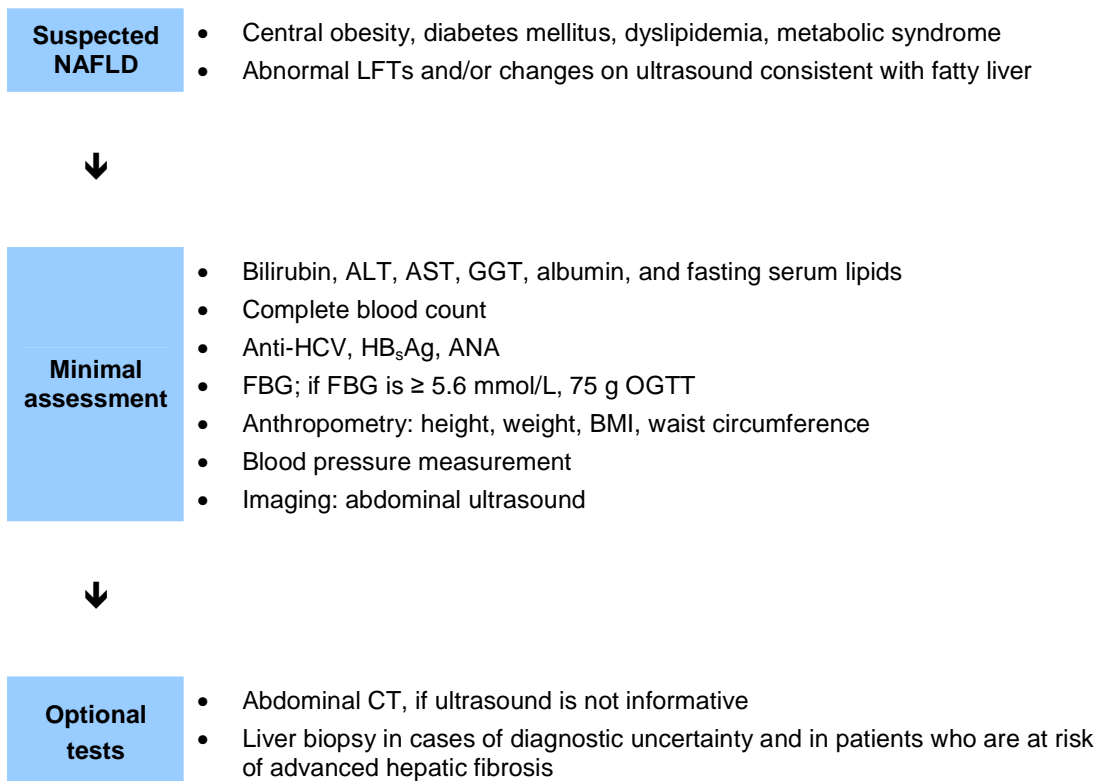 Suspected
NAFLD
• Central obesity, diabetes mellitus, dyslipidemia, metabolic syndrome
• Abnormal LFTs and/or changes on ultrasound consistent with fatty liver
Minimal
assessment
• Bilirubin, ALT, AST, GGT, albumin, and fasting serum lipids
• Complete blood count
• Anti-HCV, HBsAg, ANA
• FBG; if FBG is ≥ 5.6 mmol/L, 75 g OGTT
• Anthropometry: height, weight, BMI, waist circumference
• Blood pressure measurement
• Imaging: abdominal ultrasound
Optional
tests
• Abdominal CT, if ultrasound is not informative
• Liver biopsy in cases of diagnostic uncertainty and in patients who are at risk
of advanced hepatic fibrosis